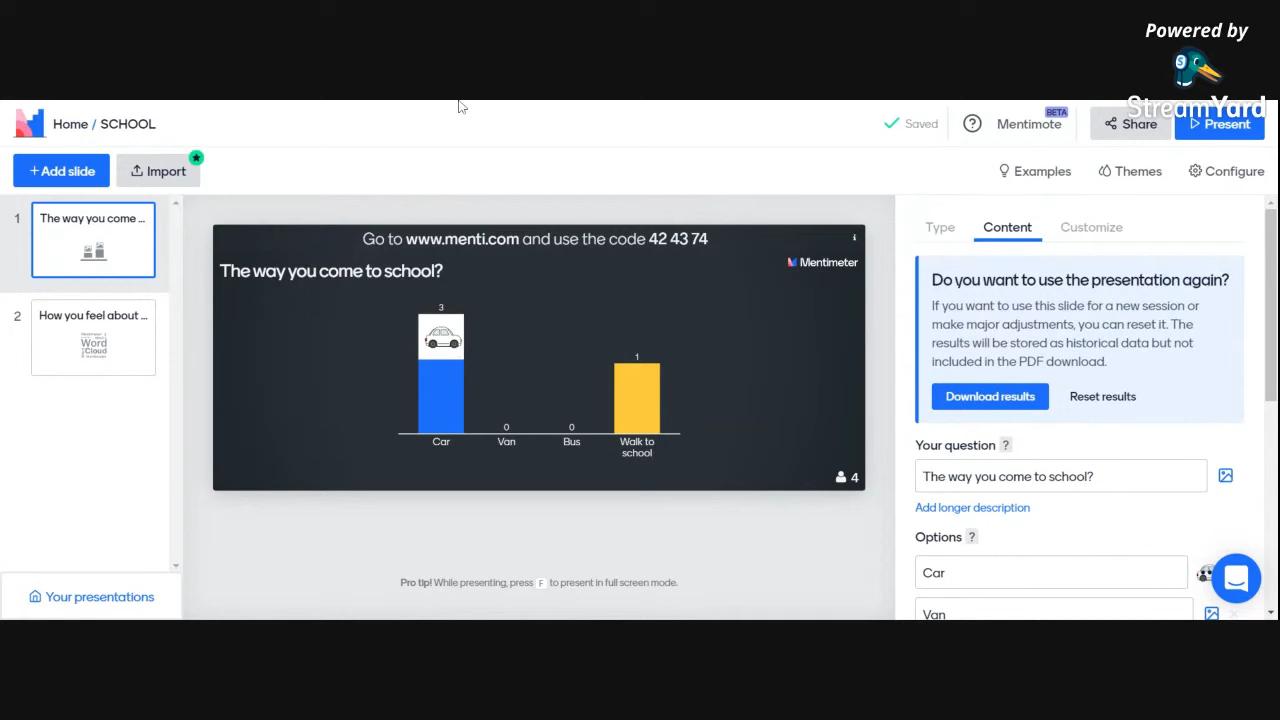 Powered by
StreamYard
Home / SCHOOL
Saved
Mentimote
BETA
Share
Present
+ Add slide
Import
Examples
Themes
Configure
1
The way you come ...
2
How you feel about ...
Word
Cloud
Your presentations
Go to www.menti.com and use the code 42 43 74
The way you come to school?
Mentimeter
3
0
0
1
Car
Van
Bus
Walk to
school
4
Pro tip! While presenting, press F to present in full screen mode.
Type
Content
Customize
Do you want to use the presentation again?
If you want to use this slide for a new session or
make major adjustments, you can reset it. The
results will be stored as historical data but not
included in the PDF download.
Download results
Reset results
Your question ?
The way you come to school?
Add longer description
Options ?
Car
Van